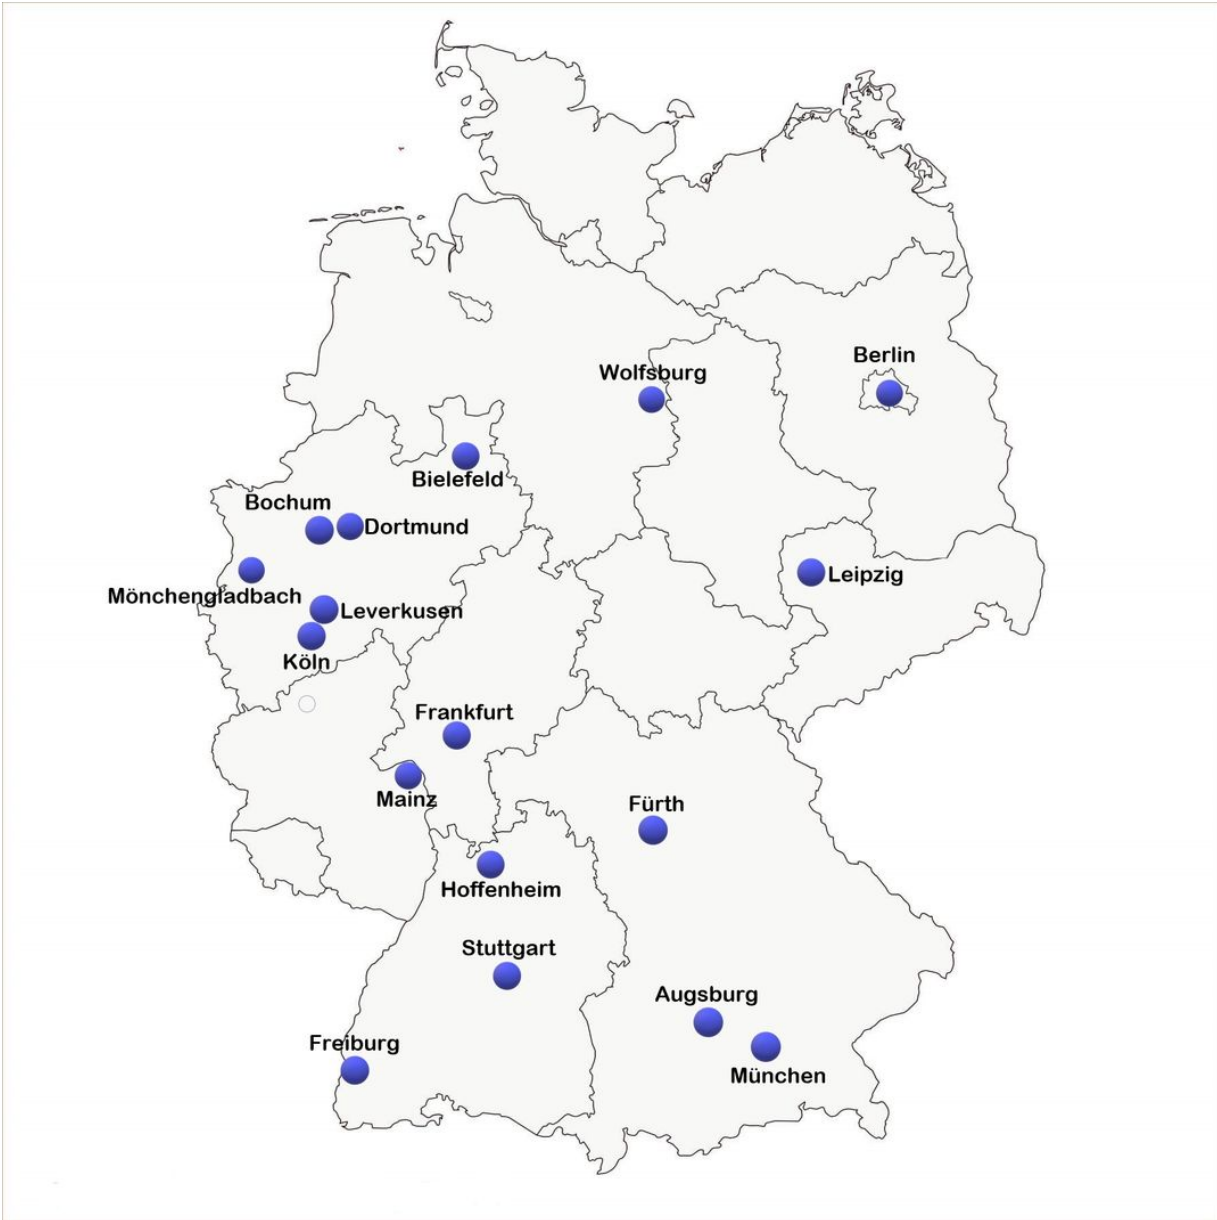 Berlin
Wolfsburg
Bielefeld
Bochum
Dortmund
Leipzig
Mönchengladbach
Leverkusen
Köln
Frankfurt
Mainz
Fürth
Hoffenheim
Stuttgart
Augsburg
Freiburg
München